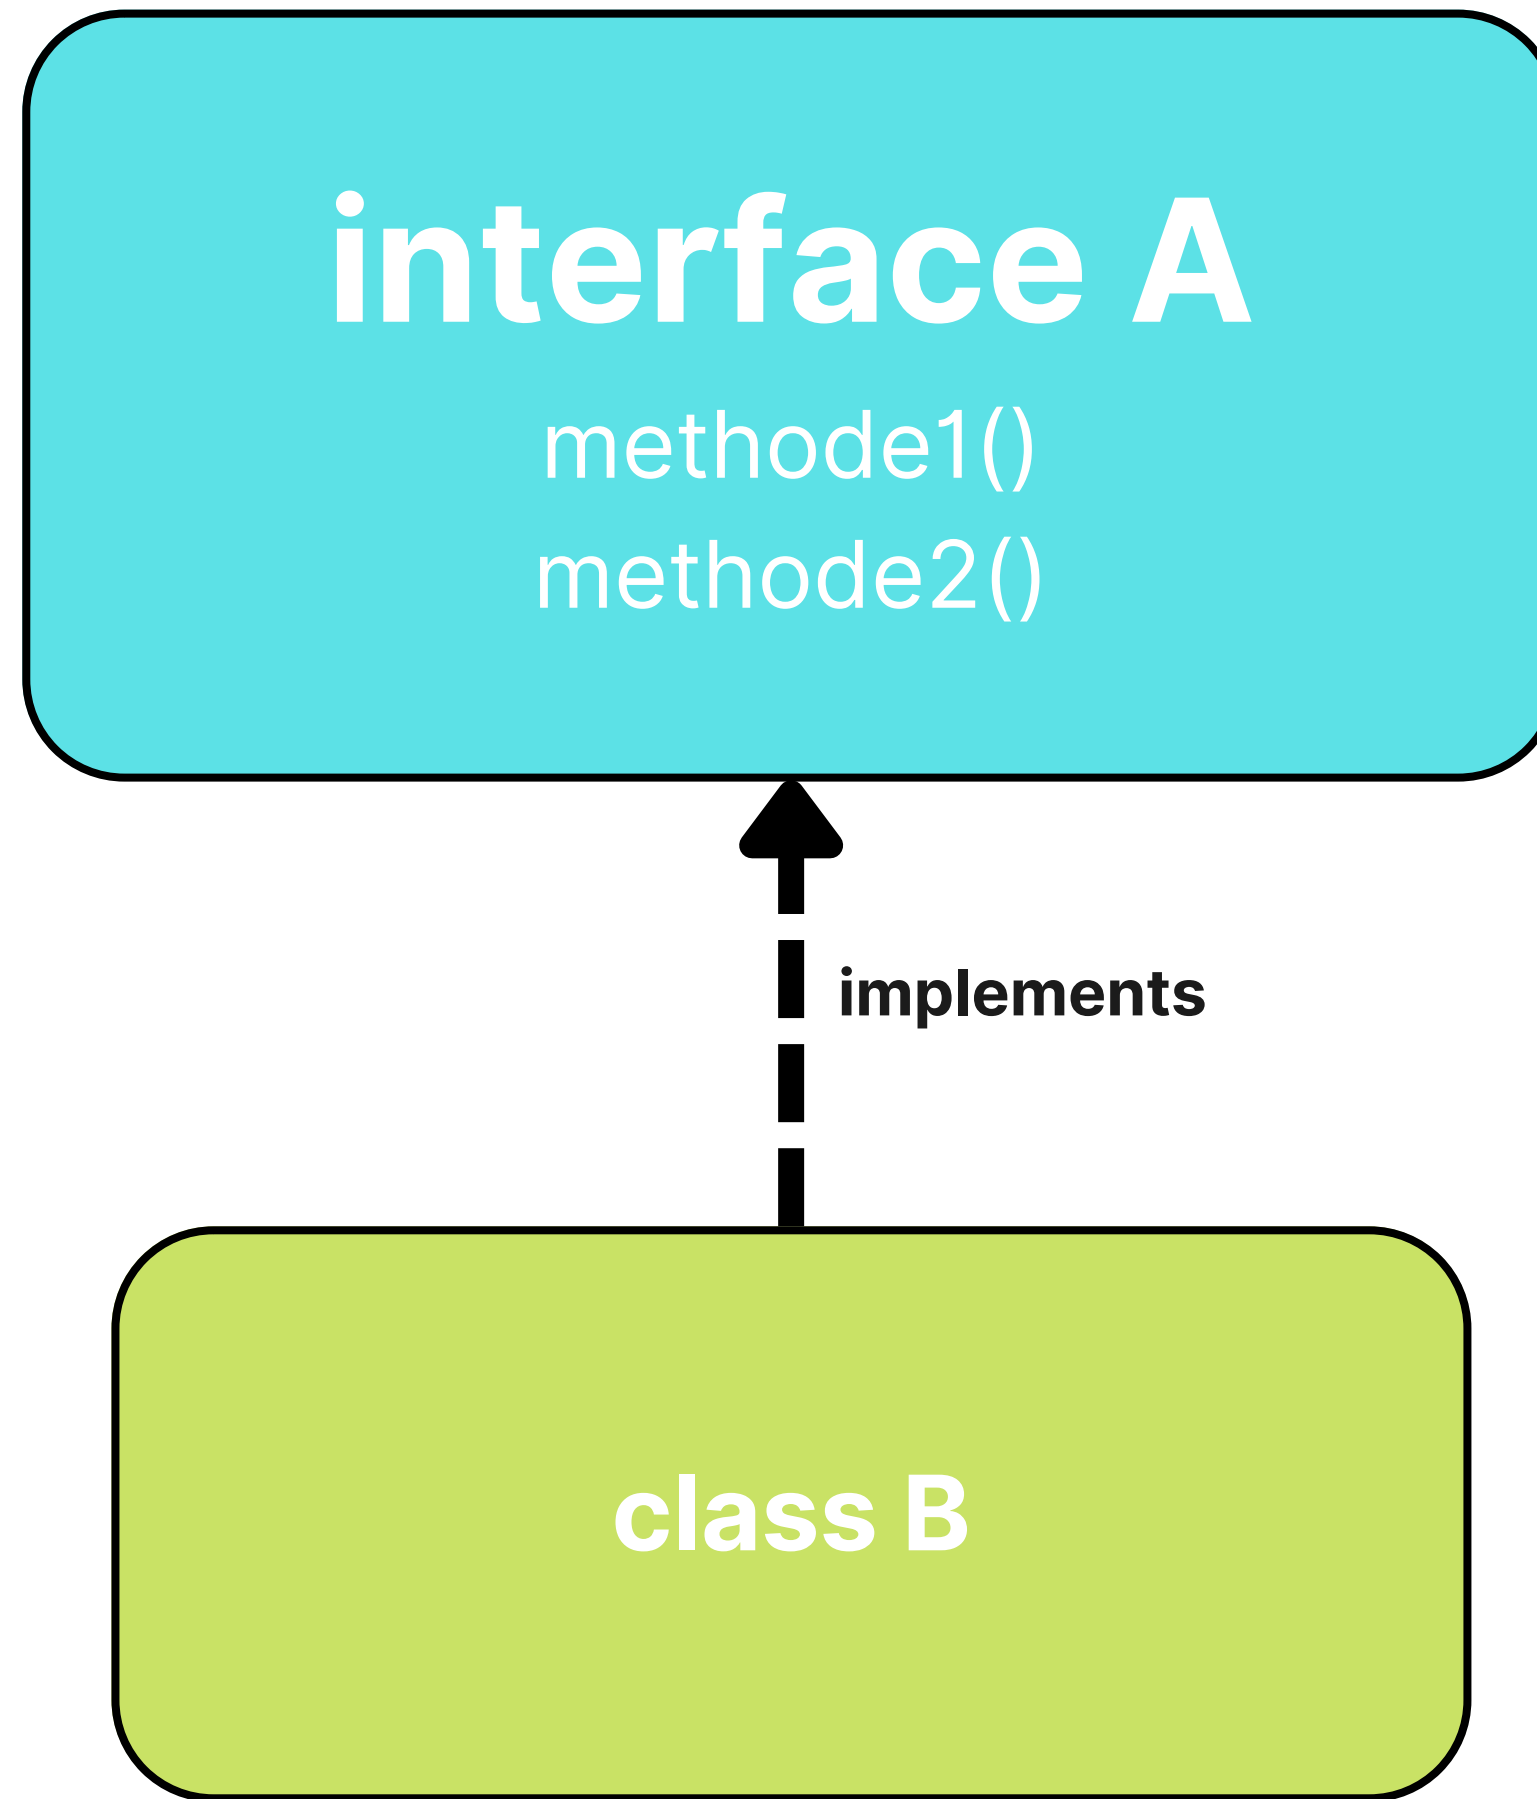 interface A
methode1()
methode2()
implements
class B